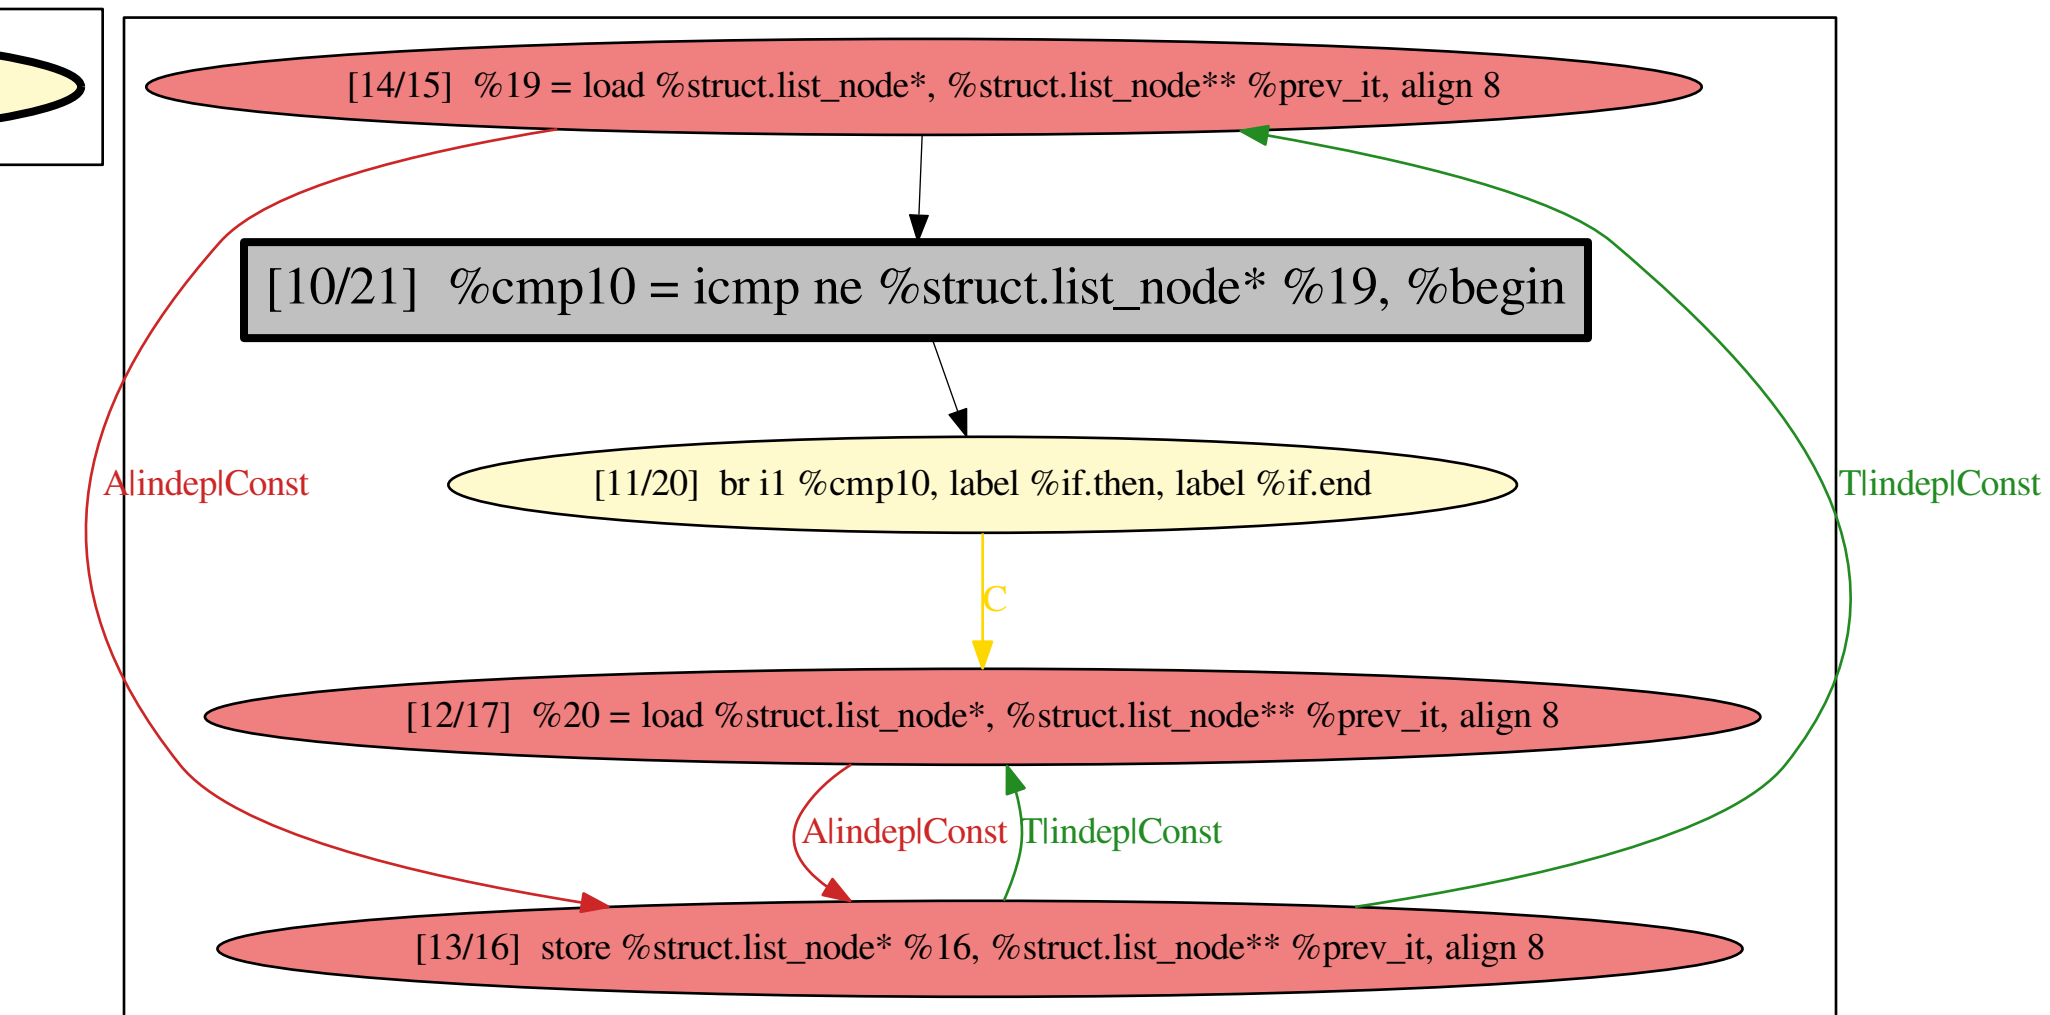 [14/15]  %19 = load %struct.list_node*, %struct.list_node** %prev_it, align 8
[10/21]  %cmp10 = icmp ne %struct.list_node* %19, %begin
A|indep|Const
[11/20]  br i1 %cmp10, label %if.then, label %if.end
T|indep|Const
C
[12/17]  %20 = load %struct.list_node*, %struct.list_node** %prev_it, align 8
A|indep|Const
T|indep|Const
[13/16]  store %struct.list_node* %16, %struct.list_node** %prev_it, align 8